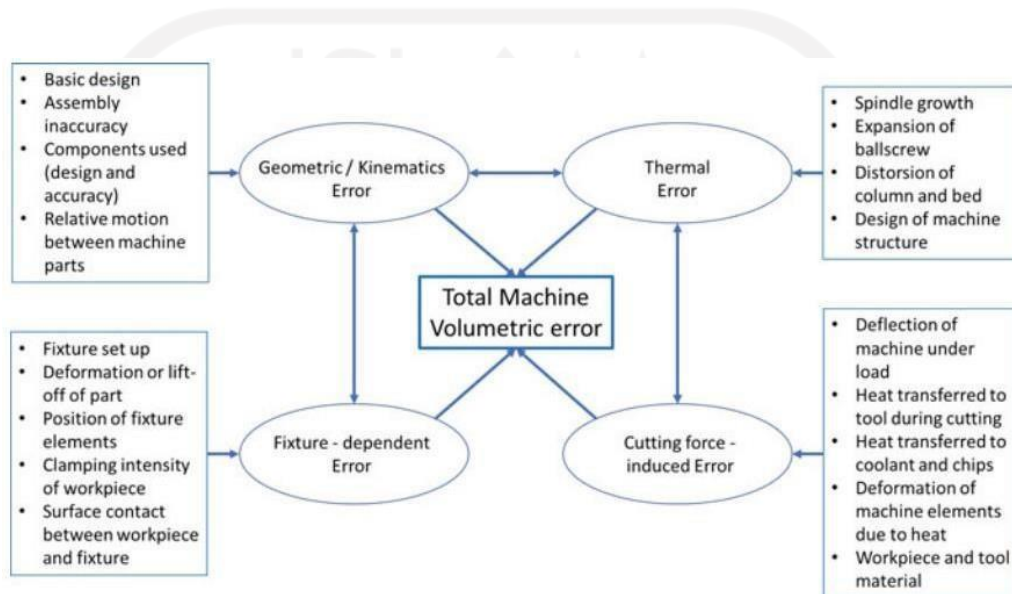 • Basic design
• Assembly
inaccuracy
• Components used
(design and
accuracy)
• Relative motion
between machine
parts
Geometric / Kinematics
Error
Thermal
Error
• Spindle growth
• Expansion of
ballscrew
• Distorsion of
column and bed
• Design of machine
structure
Total Machine
Volumetric error
• Fixture set up
• Deformation or lift-
off of part
• Position of fixture
elements
• Clamping intensity
of workpiece
• Surface contact
between workpiece
and fixture
Fixture - dependent
Error
Cutting force -
induced Error
• Deflection of
machine under
load
• Heat transferred to
tool during cutting
• Heat transferred to
coolant and chips
• Deformation of
machine elements
due to heat
• Workpiece and tool
material